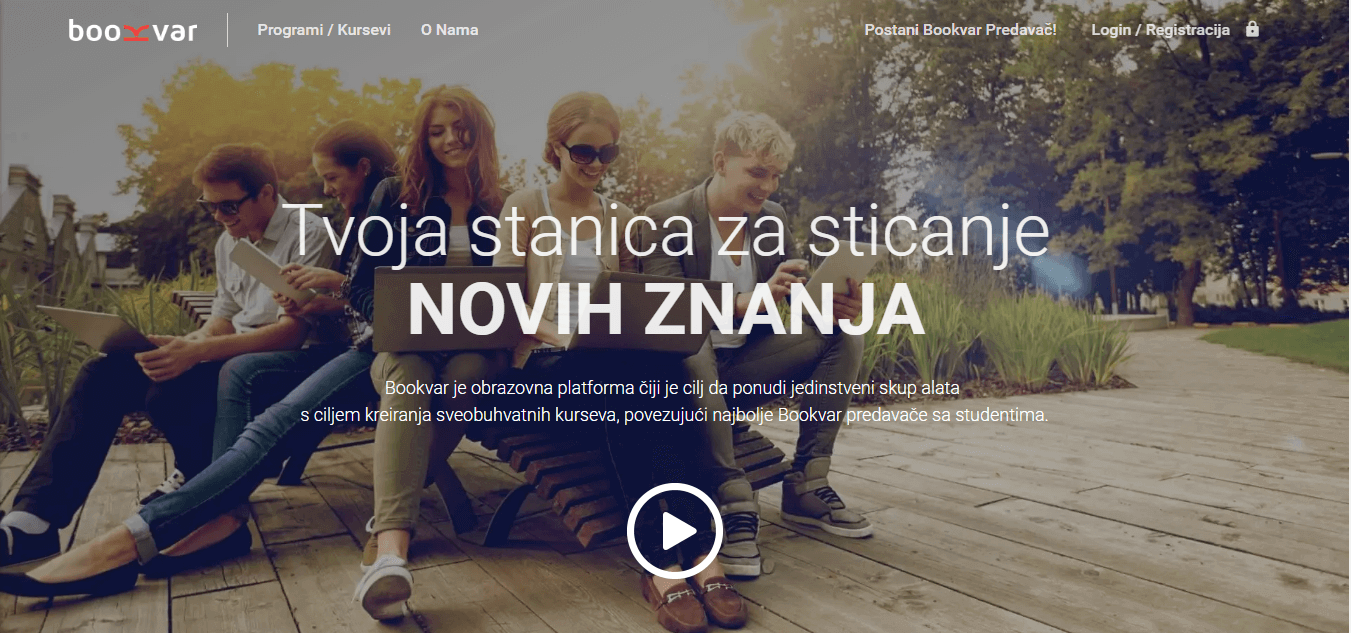 bookvar
Programi / Kursevi
O Nama
Postani Bookvar Predavač!
Login / Registracija
Tvoja stanica za sticanje
NOVIH ZNANJA
Bookvar je obrazovna platforma čiji je cilj da ponudi jedinstveni skup alata
s ciljem kreiranja sveobuhvatnih kurseva, povezujući najbolje Bookvar predavače sa studentima.